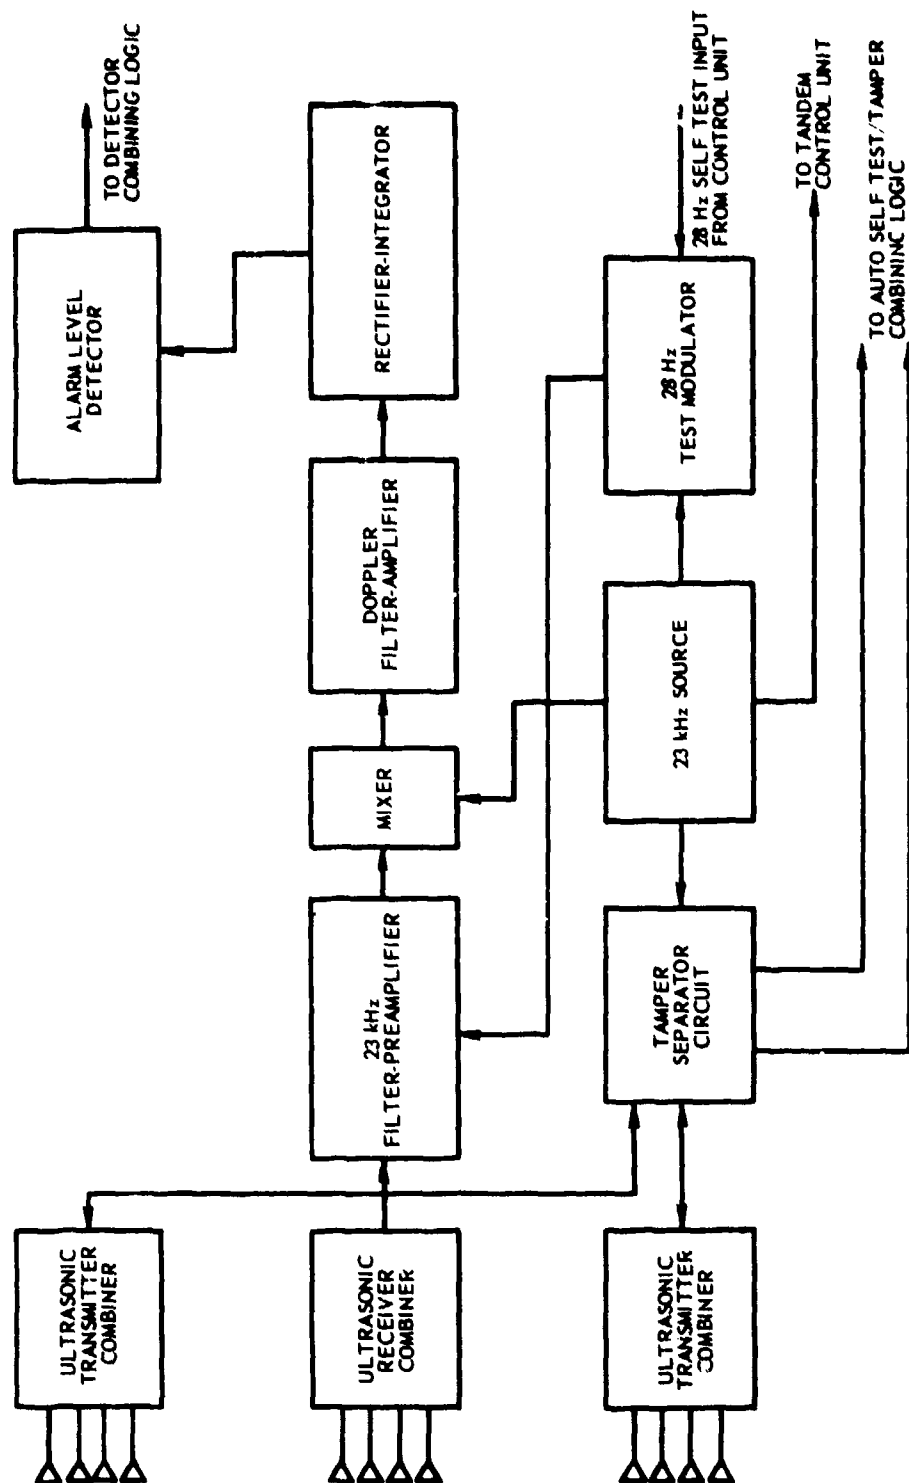 ULTRASONIC
TRANSMITTER
COMBINER
ALARM LEVEL
DETECTOR
TO DETECTOR
COMBINING LOGIC
ULTRASONIC
RECEIVER
COMBINER
23 kHz
FILTER-PREAMPLIFIER
MIXER
DOPPLER
FILTER-AMPLIFIER
RECTIFIER-INTEGRATOR
ULTRASONIC
TRANSMITTER
COMBINER
TAMPER
SEPARATOR
CIRCUIT
23 kHz SOURCE
28 Hz
TEST MODULATOR
28 Hz SELF TEST INPUT
FROM CONTROL UNIT
TO TANDEM
CONTROL UNIT
TO AUTO SELF TEST/TAMPER
COMBINING LOGIC